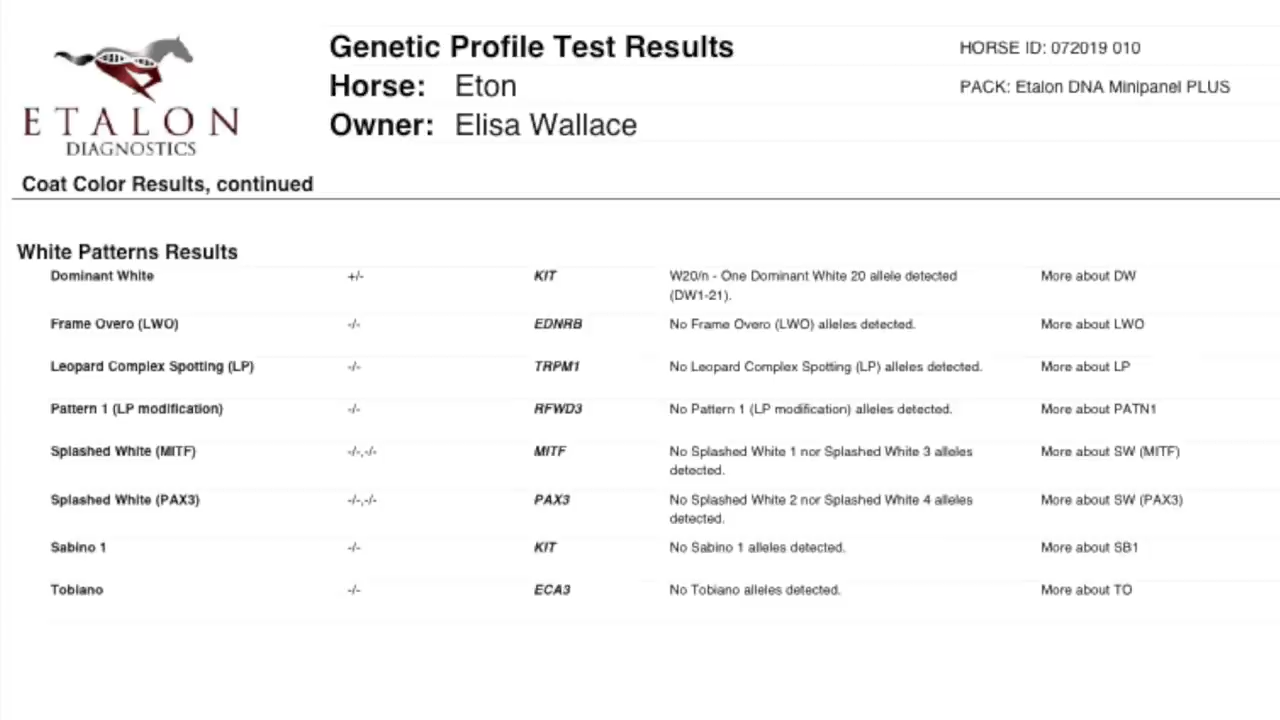 ETALON
DIAGNOSTICS
Genetic Profile Test Results
Horse: Eton
Owner: Elisa Wallace
HORSE ID: 072019 010
PACK: Etalon DNA Minipanel PLUS
Coat Color Results, continued
White Patterns Results
Dominant White +/- KIT W20/n - One Dominant White 20 allele detected More about DW
(DW1-21).
Frame Overo (LWO) -/- EDNRB No Frame Overo (LWO) alleles detected. More about LWO
Leopard Complex Spotting (LP) -/- TRPM1 No Leopard Complex Spotting (LP) alleles detected. More about LP
Pattern 1 (LP modification) -/- RFWD3 No Pattern 1 (LP modification) alleles detected. More about PATN1
Splashed White (MITF) -/-,-/- MITF No Splashed White 1 nor Splashed White 3 alleles More about SW (MITF)
detected.
Splashed White (PAX3) -/-,-/- PAX3 No Splashed White 2 nor Splashed White 4 alleles More about SW (PAX3)
detected.
Sabino 1 -/- KIT No Sabino 1 alleles detected. More about SB1
Tobiano -/- ECA3 No Tobiano alleles detected. More about TO